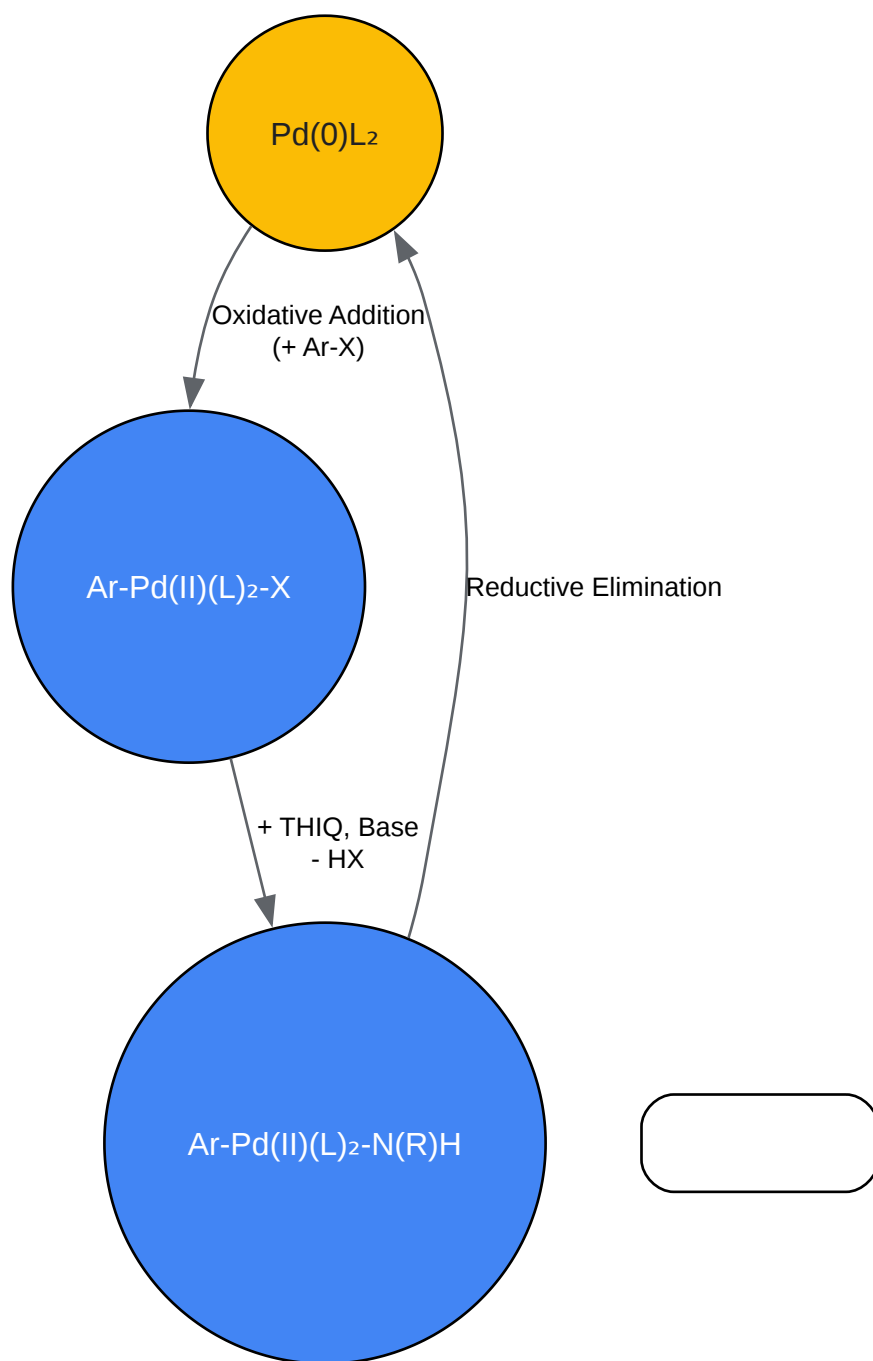 Pd(0)L₂
Oxidative Addition
(+ Ar-X)
Ar-Pd(II)(L)₂-X
Reductive Elimination
+ THIQ, Base
- HX
Ar-Pd(II)(L)₂-N(R)H